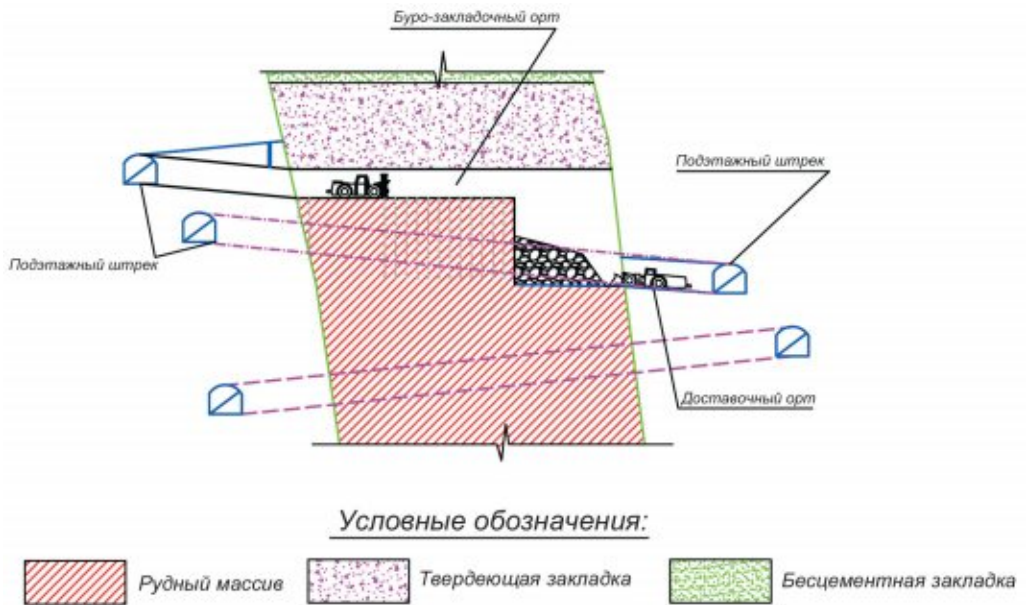 Буро-закладочный орт
Подэтажный штрек
Подэтажный штрек
Доставочный орт
Условные обозначения:
Рудный массив
Твердеющая закладка
Бесцементная закладка